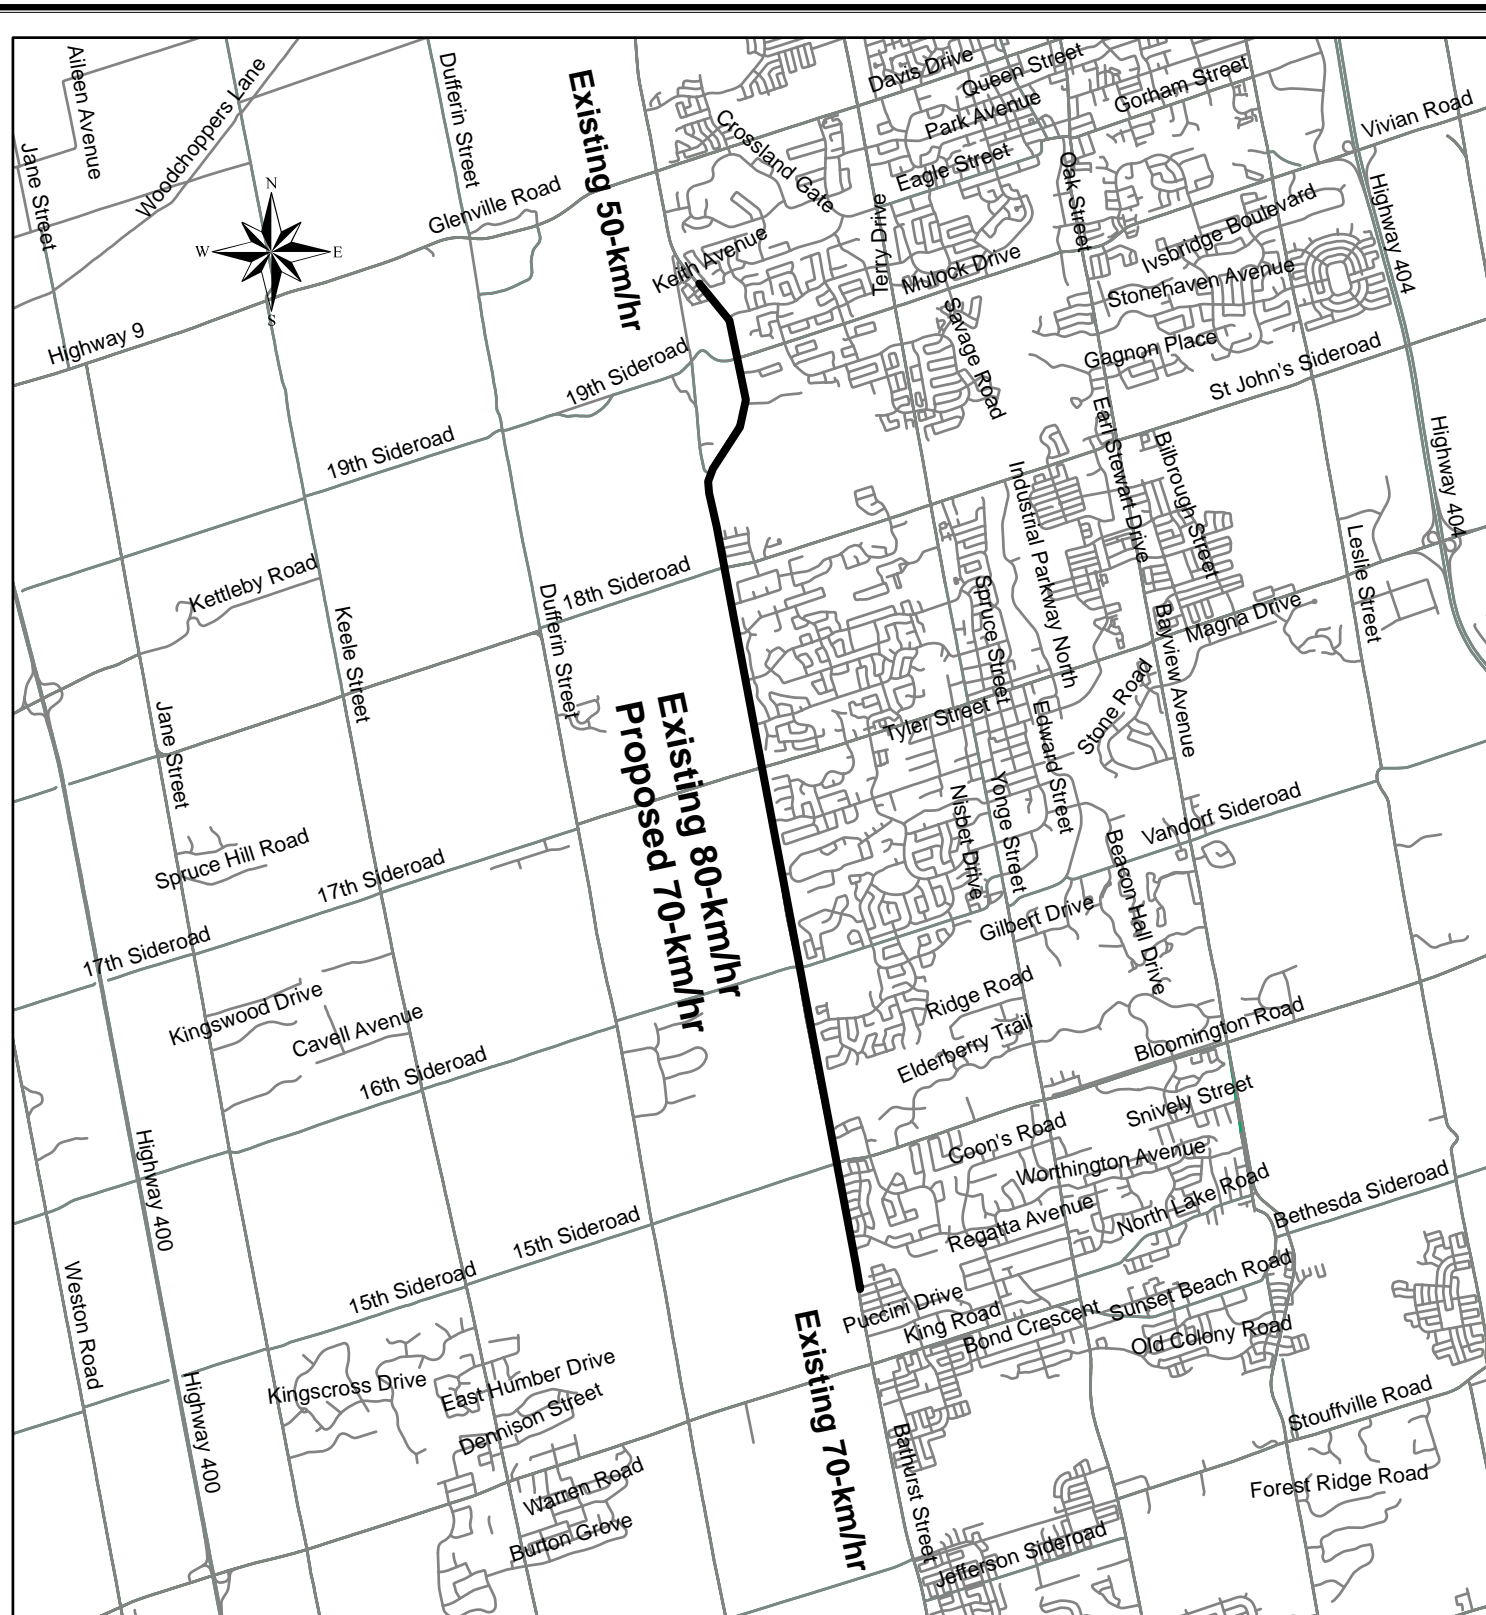 Aileen Avenue
Woodchoppers Lane
Dufferin Street
Existing 50-km/hr
Davis Drive
Queen Street
Park Avenue
Gorham Street
Vivian Road
Crossland Gate
Eagle Street
Oak Street
Jane Street
N
W
E
S
Glenville Road
Keith Avenue
Terry Drive
Mulock Drive
Ivsbridge Boulevard
Stonehaven Avenue
Highway 404
Highway 9
19th Sideroad
Savage Road
Gagnon Place
St John's Sideroad
19th Sideroad
Earl Stewart Drive
Bilbrough Street
Highway 404
Industrial Parkway North
Leslie Street
Kettleby Road
18th Sideroad
Dufferin Street
Keele Street
Spruce Street
Bayview Avenue
Magna Drive
Jane Street
Existing 80-km/hr
Proposed 70-km/hr
Tyler Street
Edward Street
Stone Road
Spruce Hill Road
17th Sideroad
Nisbet Drive
Yonge Street
Beacon Hall Drive
Vandorf Sideroad
17th Sideroad
Gilbert Drive
Kingswood Drive
Cavell Avenue
16th Sideroad
Ridge Road
Elderberry Trail
Bloomington Road
Snively Street
Coon's Road
Worthington Avenue
Highway 400
Regatta Avenue
North Lake Road
Bethesda Sideroad
15th Sideroad
15th Sideroad
Weston Road
Puccini Drive
King Road
Bond Crescent
Sunset Beach Road
Old Colony Road
Existing 70-km/hr
Highway 400
Kingscross Drive
East Humber Drive
Dennison Street
Bathurst Street
Stouffville Road
Warren Road
Forest Ridge Road
Burton Grove
Jefferson Sideroad